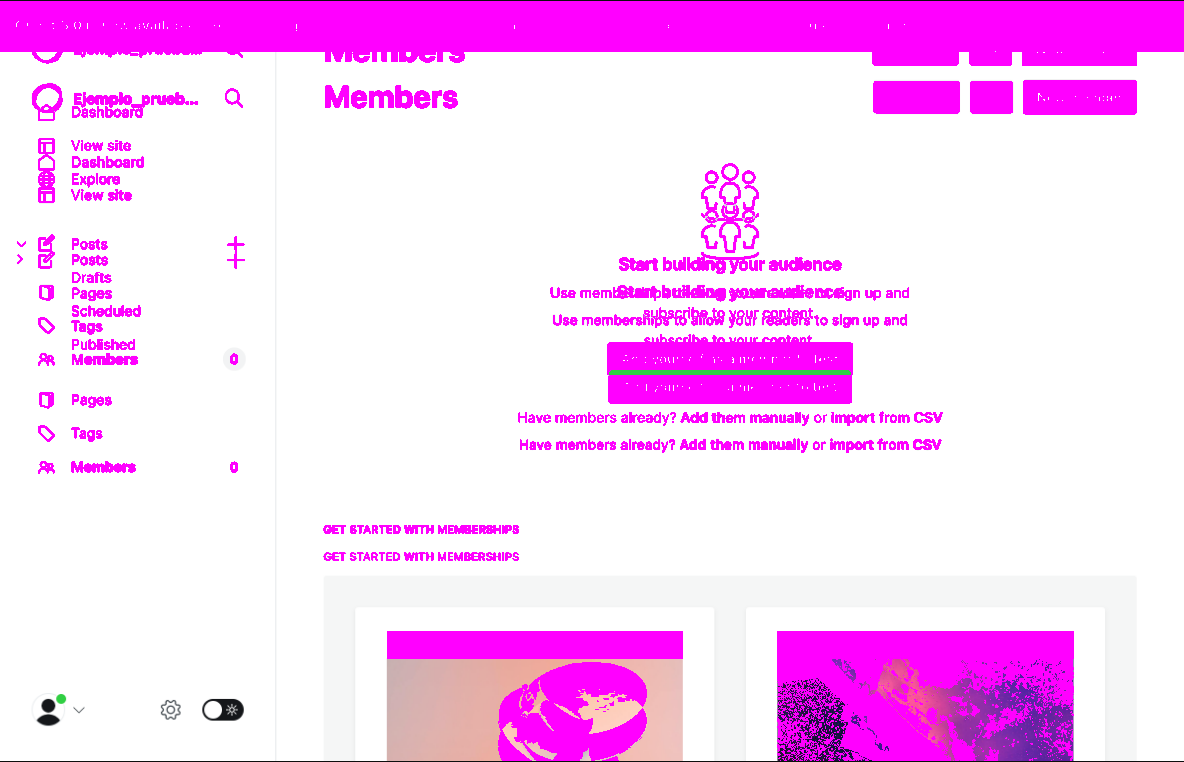 Ejemplo_prueb...
Dashboard
View site
Dashboard
Explore
View site
Posts
Posts
Drafts
Pages
Scheduled
Tags
Published
Members
0
Pages
Tags
Members
0
Members
Members
Start building your audience
Start building your audience
Use memberships to allow your readers to sign up and
subscribe to your content.
Use memberships to allow your readers to sign up and
subscribe to your content.
Have members already? Add them manually or import from CSV
Have members already? Add them manually or import from CSV
GET STARTED WITH MEMBERSHIPS
GET STARTED WITH MEMBERSHIPS